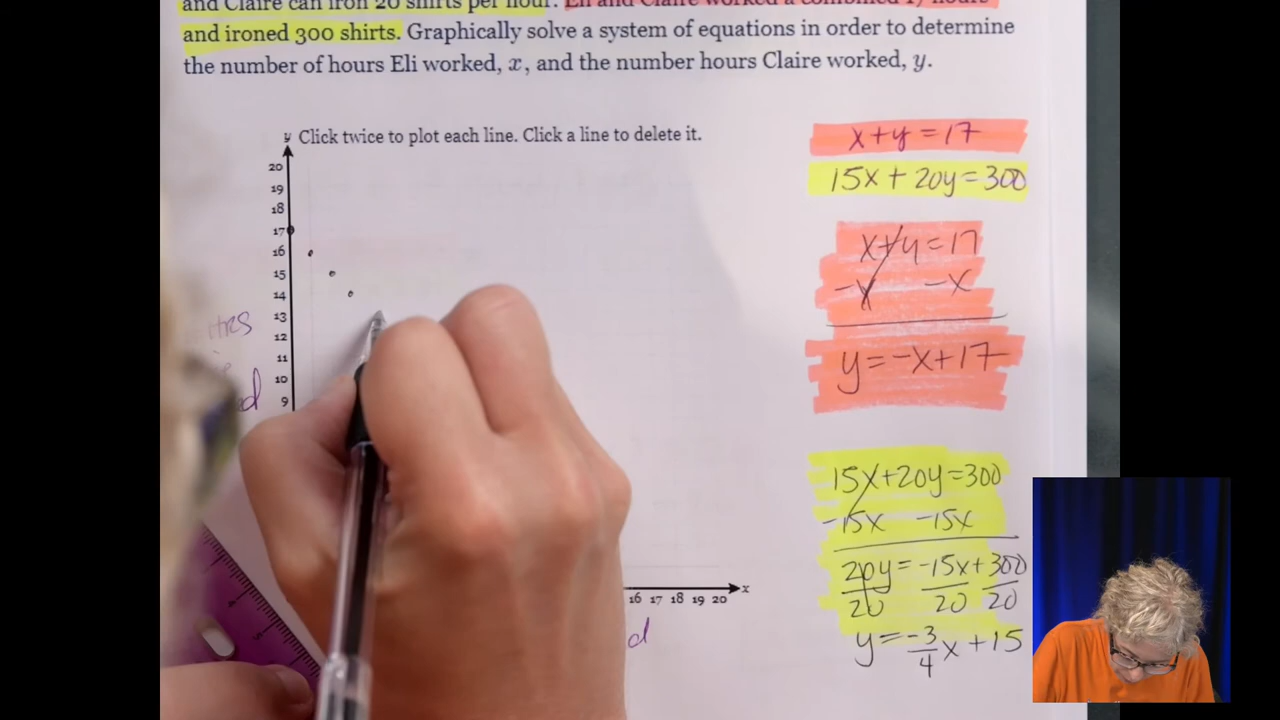 and Claire can iron 20 shirts per hour. Eli and Claire worked a combined 17 hours
and ironed 300 shirts. Graphically solve a system of equations in order to determine
the number of hours Eli worked, x, and the number hours Claire worked, y.
y Click twice to plot each line. Click a line to delete it.
20
19
18
17
16
15
14
13
12
11
10
9
16 17 18 19 20 x
d
d
x+y=17
15x+20y=300
x+y=17
-x -x
y=-x+17
15x+20y=300
-15x -15x
20y=-15x+300
20 20 20
y=-3/4x+15